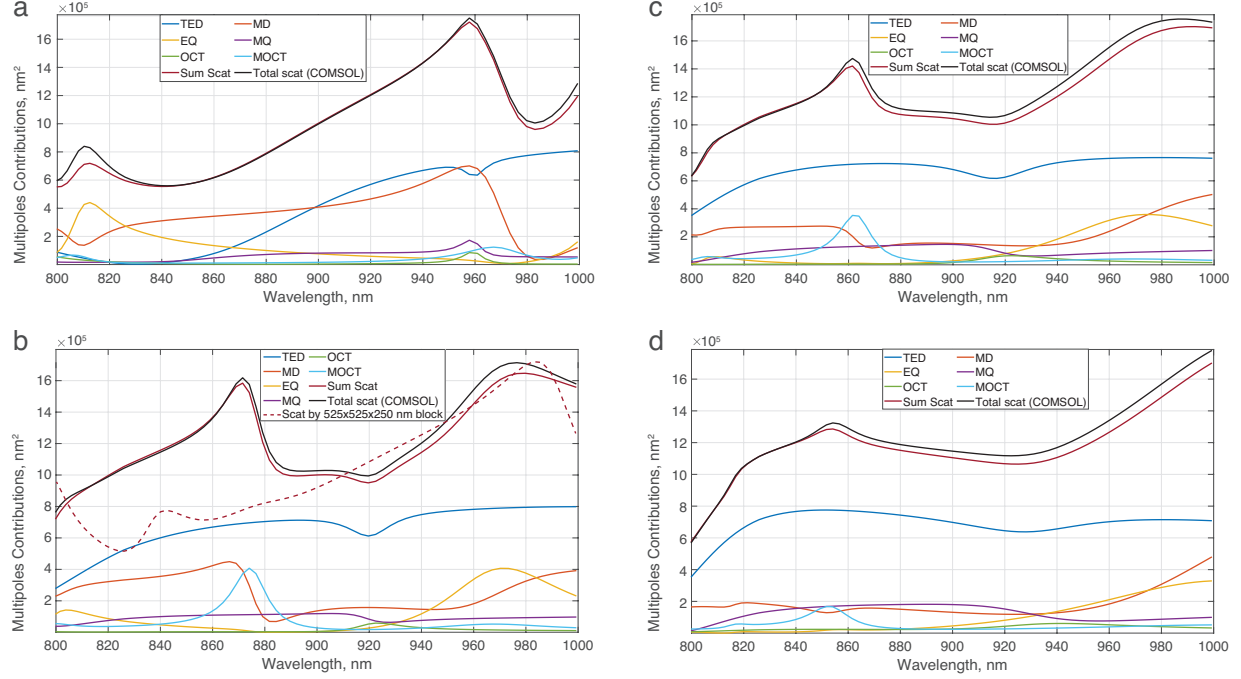 a
×10⁵
TED MD
EQ MQ
OCT MOCT
Sum Scat Total scat (COMSOL)
Multipoles Contributions, nm²
16
14
12
10
8
6
4
2
800 820 840 860 880 900 920 940 960 980 1000
Wavelength, nm
c
×10⁵
TED MD
EQ MQ
OCT MOCT
Sum Scat Total scat (COMSOL)
Multipoles Contributions, nm²
16
14
12
10
8
6
4
2
800 820 840 860 880 900 920 940 960 980 1000
Wavelength, nm
b
×10⁵
TED OCT
MD MOCT
EQ Sum Scat
MQ Total scat (COMSOL)
Scat by 525x525x250 nm block
Multipoles Contributions, nm²
16
14
12
10
8
6
4
2
800 820 840 860 880 900 920 940 960 980 1000
Wavelength, nm
d
×10⁵
TED MD
EQ MQ
OCT MOCT
Sum Scat Total scat (COMSOL)
Multipoles Contributions, nm²
16
14
12
10
8
6
4
2
800 820 840 860 880 900 920 940 960 980 1000
Wavelength, nm